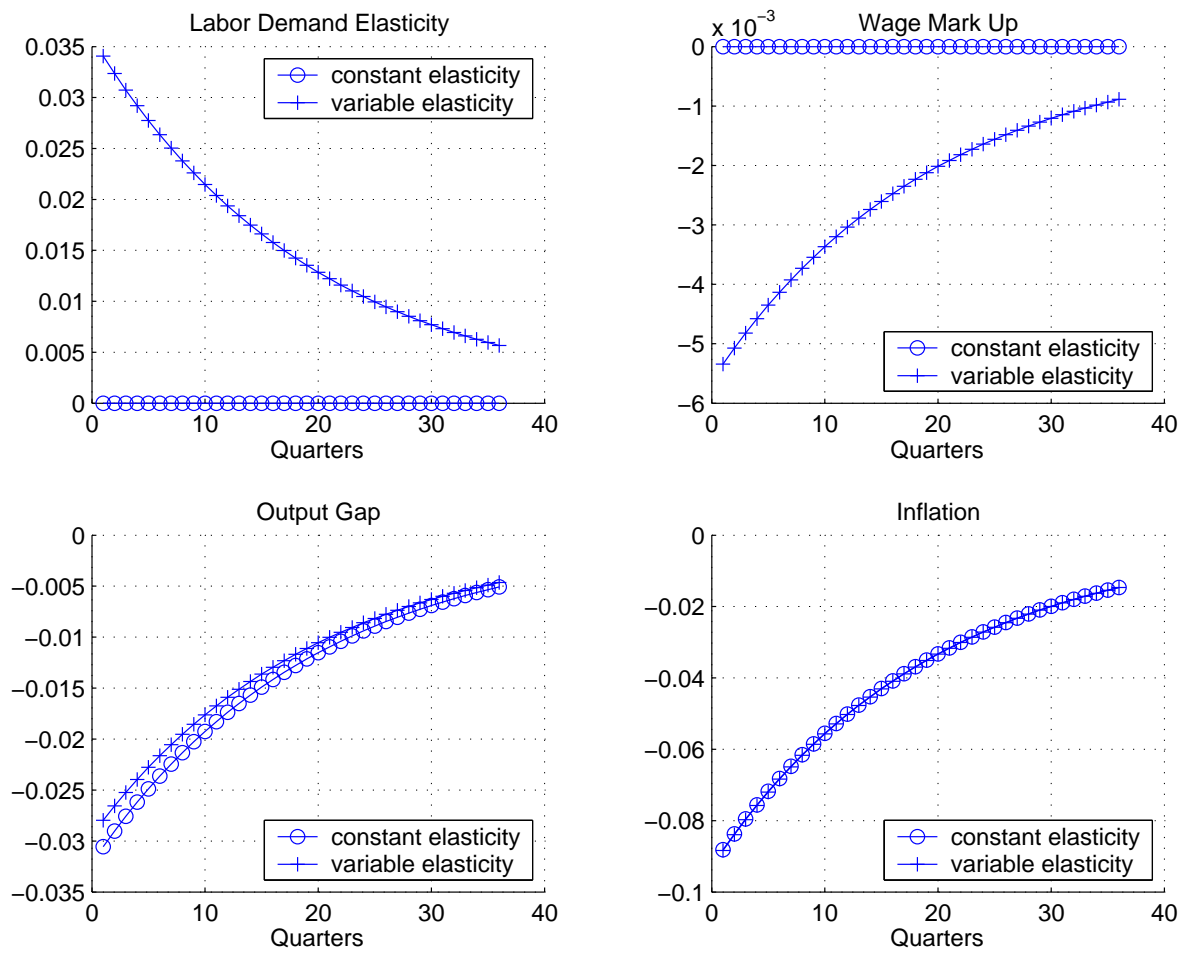 Labor Demand Elasticity
0.035
0.03
0.025
0.02
0.015
0.01
0.005
0
constant elasticity
variable elasticity
0
10
20
30
40
Quarters
Wage Mark Up
x 10−3
0
−1
−2
−3
−4
−5
−6
constant elasticity
variable elasticity
0
10
20
30
40
Quarters
Output Gap
0
−0.005
−0.01
−0.015
−0.02
−0.025
−0.03
−0.035
constant elasticity
variable elasticity
0
10
20
30
40
Quarters
Inflation
0
−0.02
−0.04
−0.06
−0.08
−0.1
constant elasticity
variable elasticity
0
10
20
30
40
Quarters